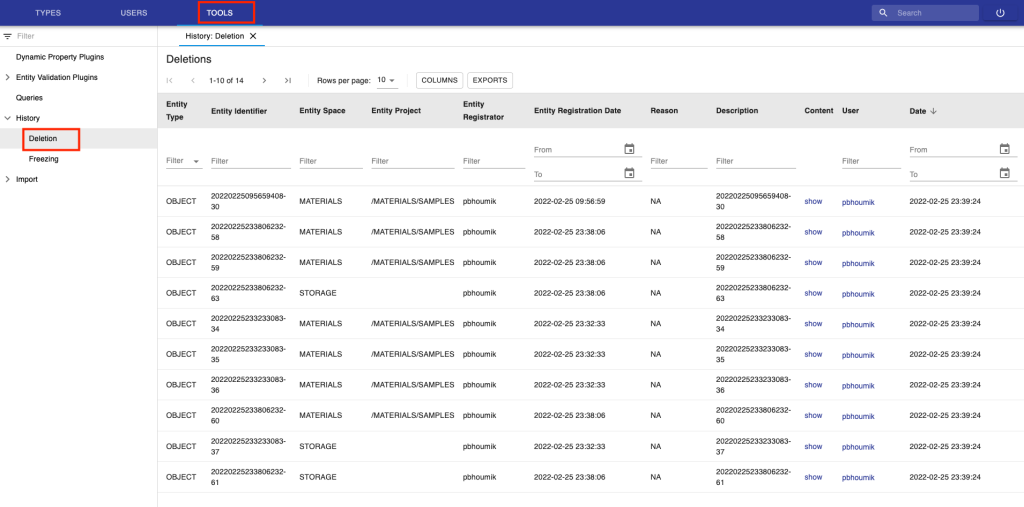 TYPES USERS TOOLS Search
Filter
History: Deletion
Dynamic Property Plugins
Entity Validation Plugins
Queries
History
Deletion
Freezing
Import
Deletions
1-10 of 14 Rows per page: 10 COLUMNS EXPORTS
Entity Type Entity Identifier Entity Space Entity Project Entity Registrator Entity Registration Date Reason Description Content User Date
Filter Filter Filter Filter Filter From To Filter Filter Filter From To
OBJECT 20220225095659408-30 MATERIALS /MATERIALS/SAMPLES pbhoumik 2022-02-25 09:56:59 NA 20220225095659408-30 show pbhoumik 2022-02-25 23:39:24
OBJECT 20220225233806232-58 MATERIALS /MATERIALS/SAMPLES pbhoumik 2022-02-25 23:38:06 NA 20220225233806232-58 show pbhoumik 2022-02-25 23:39:24
OBJECT 20220225233806232-59 MATERIALS /MATERIALS/SAMPLES pbhoumik 2022-02-25 23:38:06 NA 20220225233806232-59 show pbhoumik 2022-02-25 23:39:24
OBJECT 20220225233806232-63 STORAGE pbhoumik 2022-02-25 23:38:06 NA 20220225233806232-63 show pbhoumik 2022-02-25 23:39:24
OBJECT 20220225233233083-34 MATERIALS /MATERIALS/SAMPLES pbhoumik 2022-02-25 23:32:33 NA 20220225233233083-34 show pbhoumik 2022-02-25 23:39:24
OBJECT 20220225233233083-35 MATERIALS /MATERIALS/SAMPLES pbhoumik 2022-02-25 23:32:33 NA 20220225233233083-35 show pbhoumik 2022-02-25 23:39:24
OBJECT 20220225233233083-36 MATERIALS /MATERIALS/SAMPLES pbhoumik 2022-02-25 23:32:33 NA 20220225233233083-36 show pbhoumik 2022-02-25 23:39:24
OBJECT 20220225233806232-60 MATERIALS /MATERIALS/SAMPLES pbhoumik 2022-02-25 23:38:06 NA 20220225233806232-60 show pbhoumik 2022-02-25 23:39:24
OBJECT 20220225233233083-37 STORAGE pbhoumik 2022-02-25 23:32:33 NA 20220225233233083-37 show pbhoumik 2022-02-25 23:39:24
OBJECT 20220225233806232-61 STORAGE pbhoumik 2022-02-25 23:38:06 NA 20220225233806232-61 show pbhoumik 2022-02-25 23:39:24